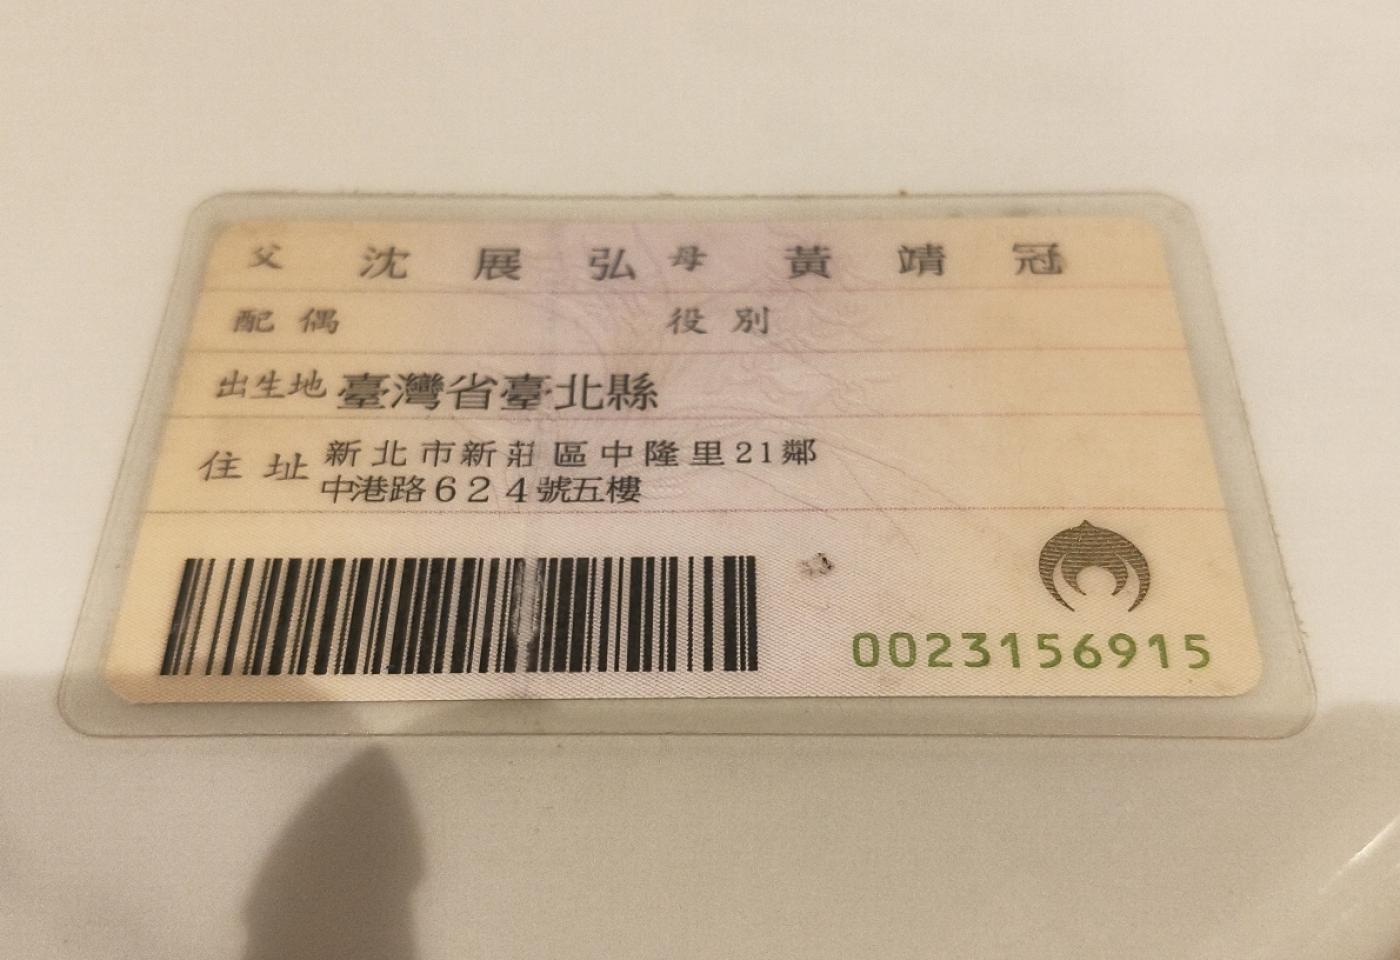 父 沈展弘 母 黃靖冠
配偶 役別
出生地 臺灣省臺北縣
住址 新北市新莊區中隆里21鄰
中港路624號五樓
0023156915